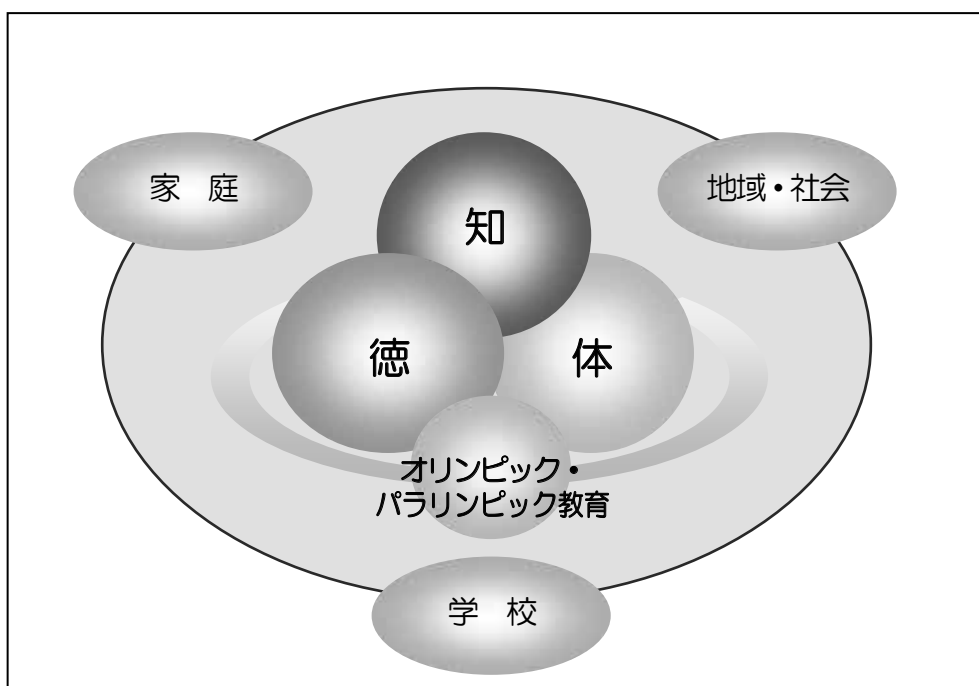 家 庭
地域・社会
知
徳
体
オリンピック・
パラリンピック教育
学 校